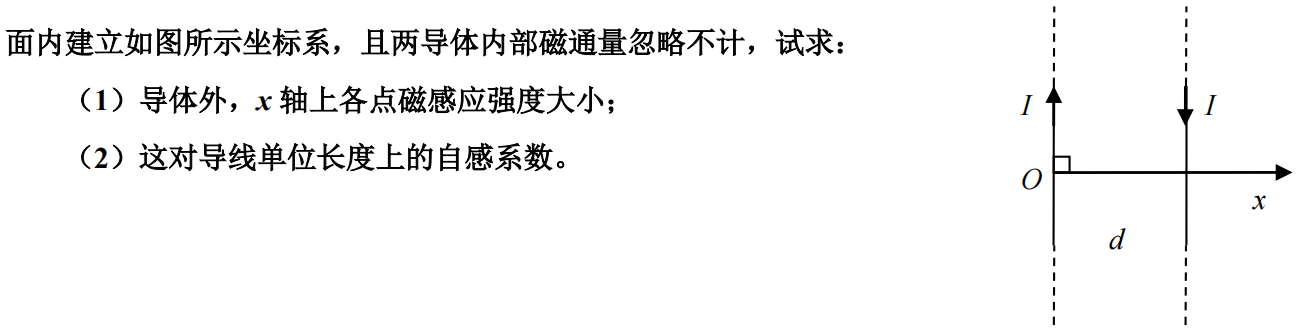 面内建立如图所示坐标系，且两导体内部磁通量忽略不计，试求：
（1）导体外，x 轴上各点磁感应强度大小；
（2）这对导线单位长度上的自感系数。
I
I
O
x
d